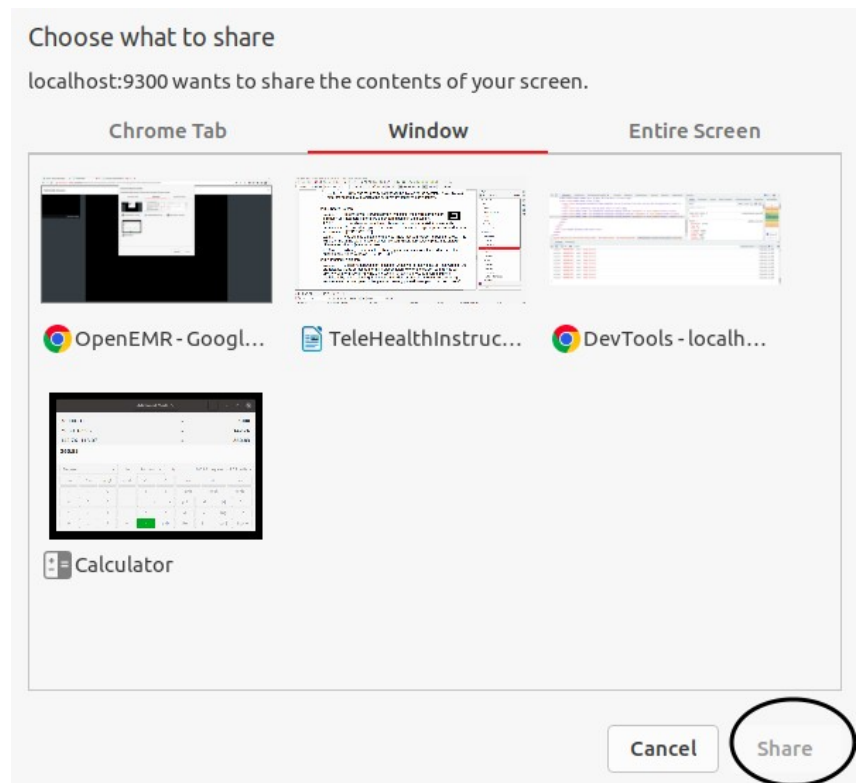 Choose what to share
localhost:9300 wants to share the contents of your screen.
Chrome Tab Window Entire Screen
OpenEMR - Googl... TeleHealthInstruc... DevTools - localh...
Calculator
Cancel Share